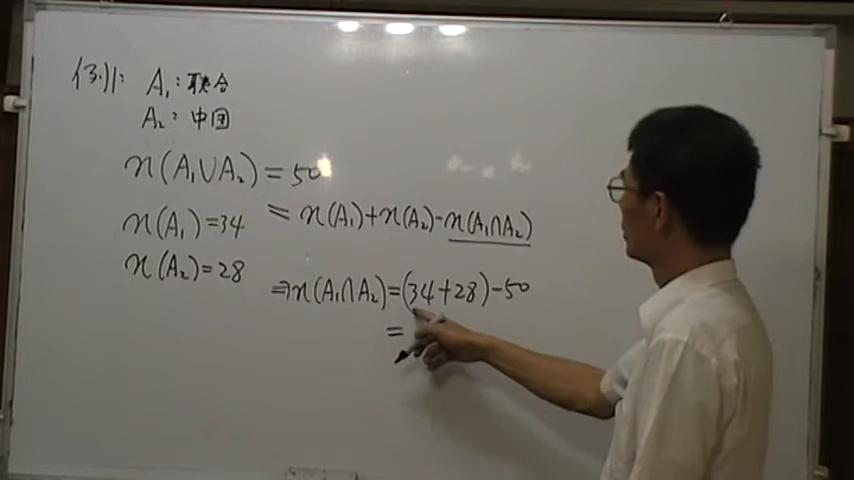 例1: A₁: 联合
A₂: 中国
n(A₁∪A₂) = 50
= n(A₁)+n(A₂)-n(A₁∩A₂)
n(A₁)=34
n(A₂)=28
⇒n(A₁∩A₂)=(34+28)-50
=